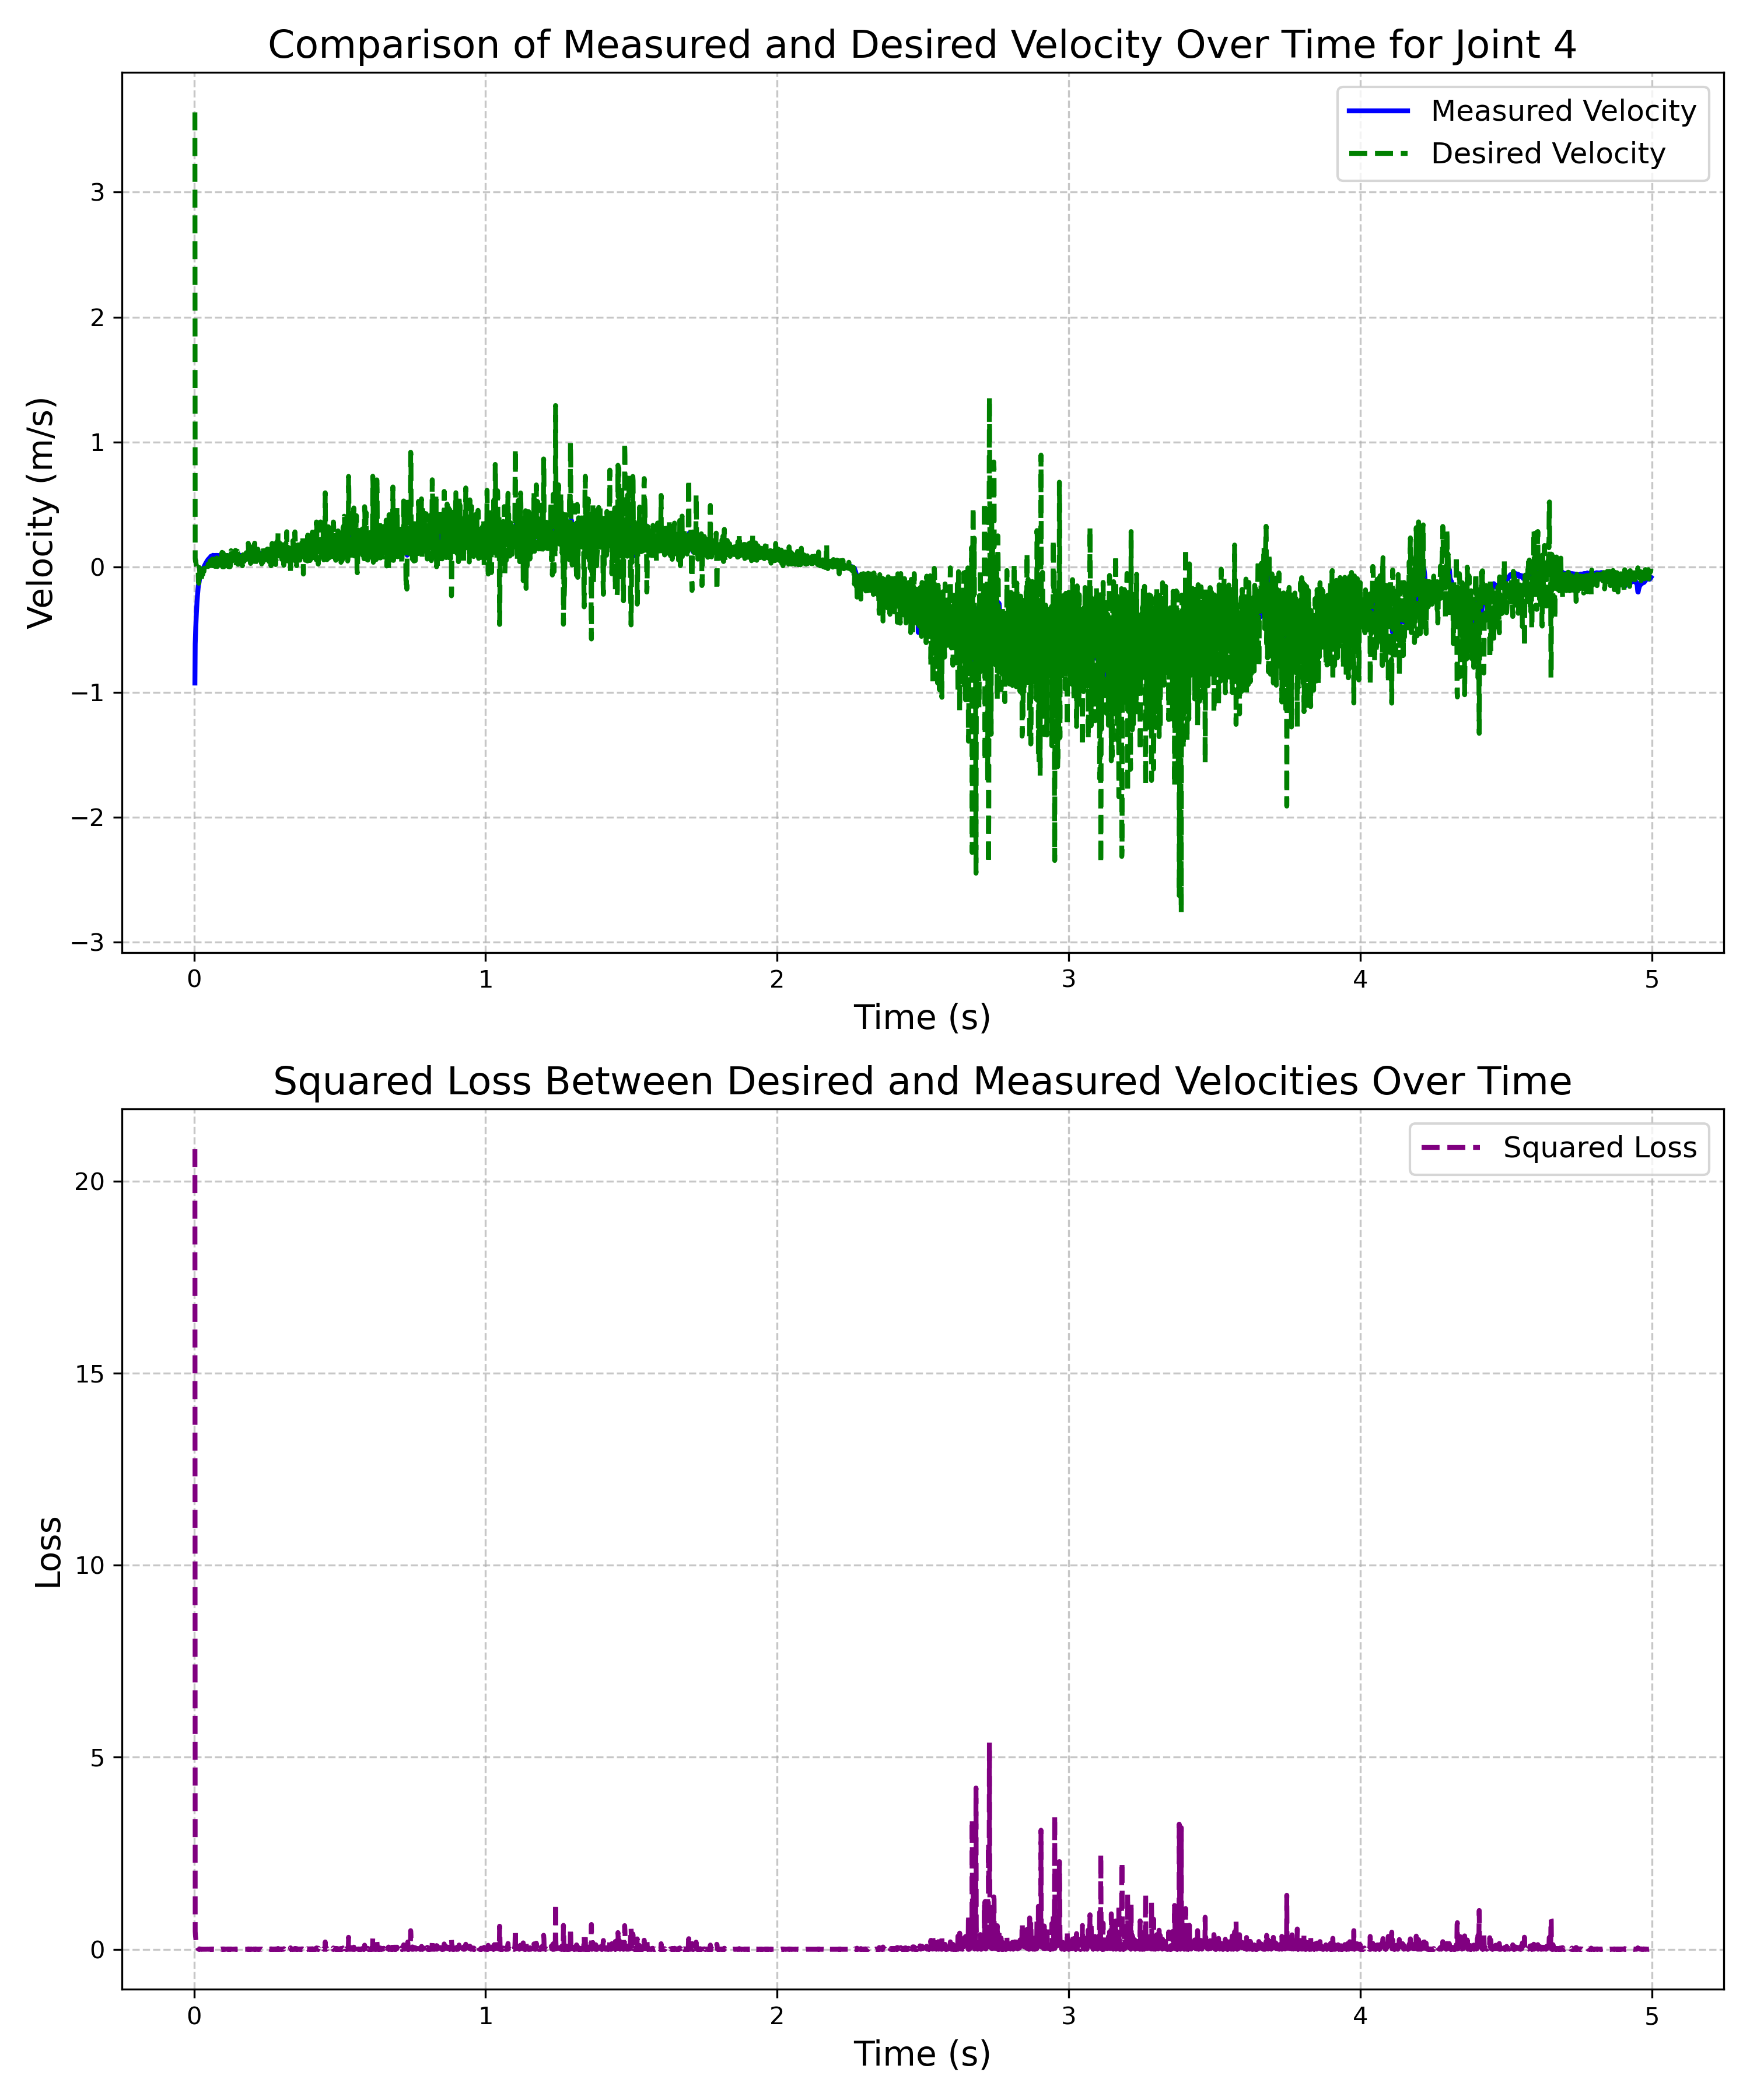 Comparison of Measured and Desired Velocity Over Time for Joint 4
Measured Velocity
Desired Velocity
Velocity (m/s)
3
2
1
0
−1
−2
−3
0 1 2 3 4 5
Time (s)
Squared Loss Between Desired and Measured Velocities Over Time
Squared Loss
Loss
20
15
10
5
0
0 1 2 3 4 5
Time (s)